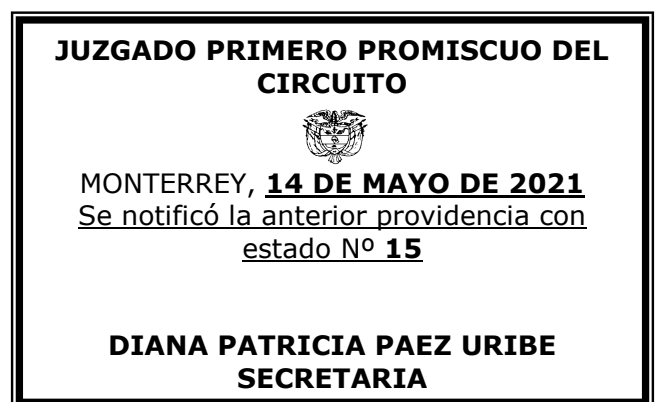 JUZGADO PRIMERO PROMISCUO DEL
CIRCUITO
MONTERREY, 14 DE MAYO DE 2021
Se notificó la anterior providencia con
estado Nº 15
DIANA PATRICIA PAEZ URIBE
SECRETARIA